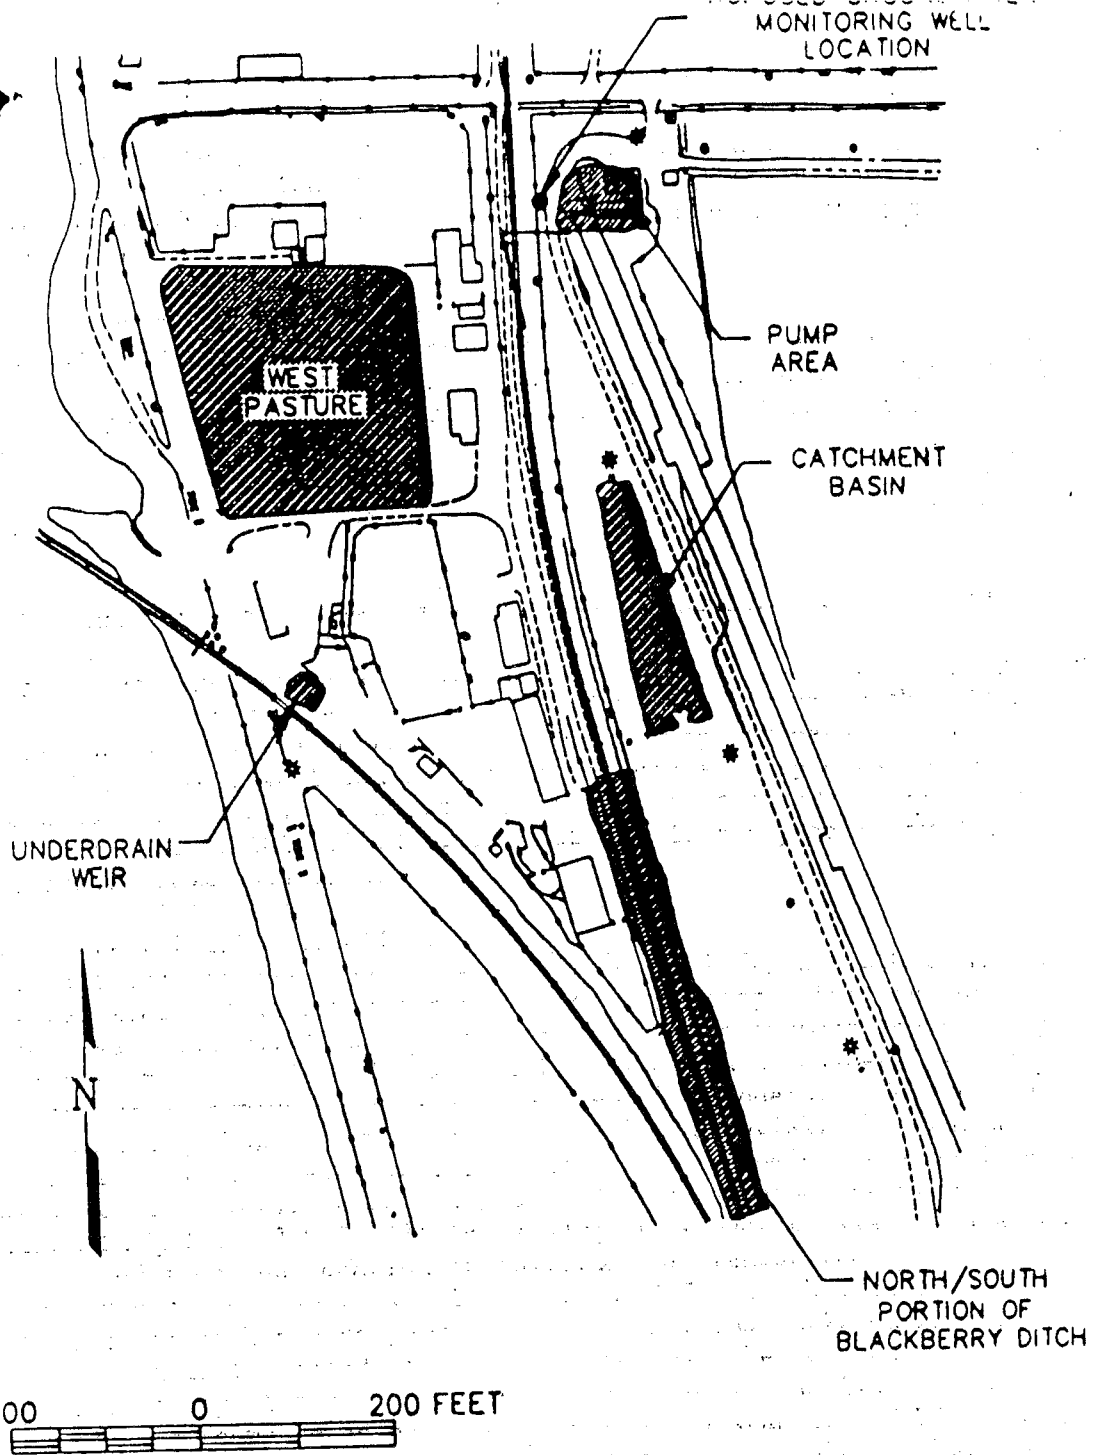 MONITORING WELL
LOCATION
PUMP
AREA
WEST
PASTURE
CATCHMENT
BASIN
UNDERDRAIN
WEIR
N
NORTH/SOUTH
PORTION OF
BLACKBERRY DITCH
00 0 200 FEET